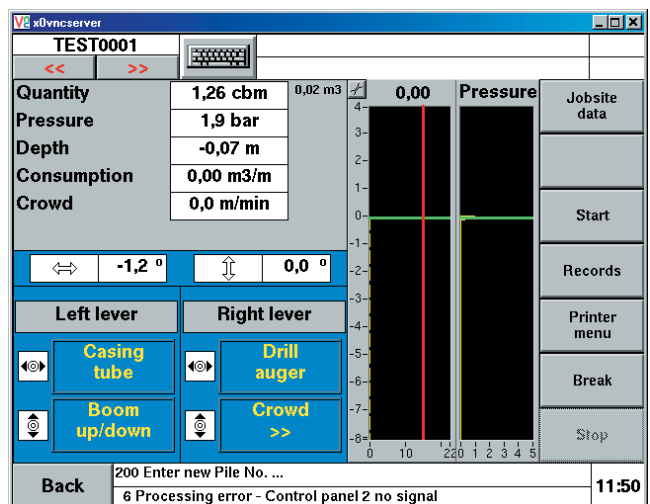 x0vncserver
TEST0001
<< >>
Quantity 1,26 cbm 0,02 m3
Pressure 1,9 bar
Depth -0,07 m
Consumption 0,00 m3/m
Crowd 0,0 m/min
-1,2 ° 0,0 °
Left lever Right lever
Casing tube
Drill auger
Boom up/down
Crowd >>
0,00 Pressure
4
3
2
1
0
-1
-2
-3
-4
-5
-6
-7
-8
0 10 22 0 1 2 3 4 5
Jobsite data
Start
Records
Printer menu
Break
Stop
Back
200 Enter new Pile No. ...
6 Processing error - Control panel 2 no signal
11:50